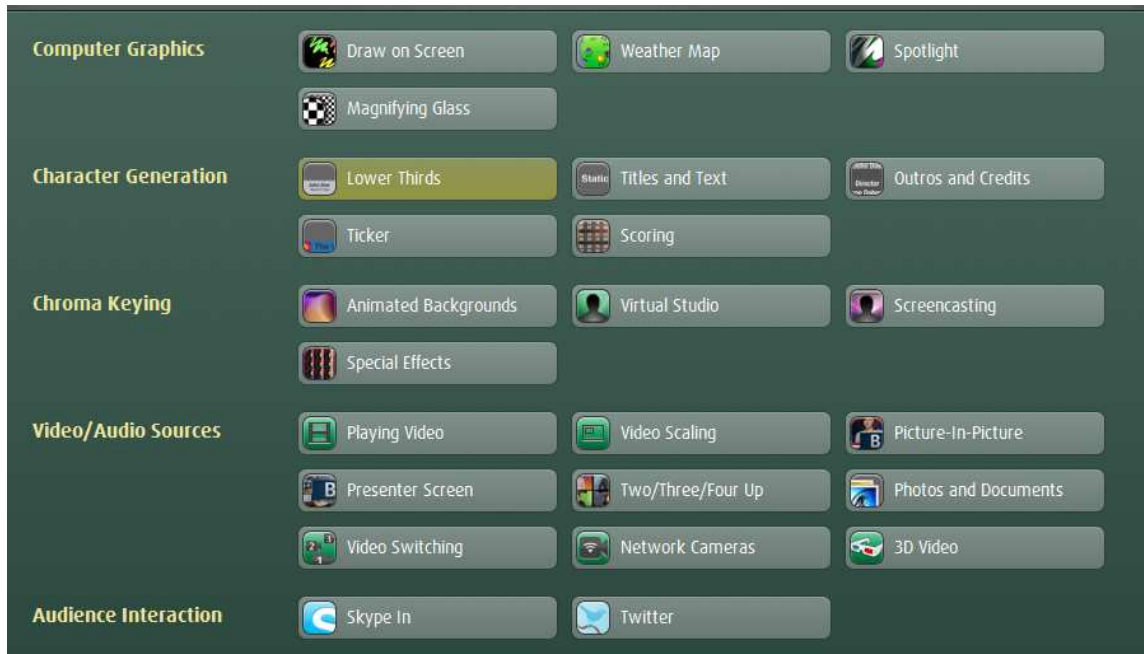 Computer Graphics Draw on Screen Weather Map Spotlight
Magnifying Glass
Character Generation Lower Thirds Static Titles and Text Director Outros and Credits
Ticker Scoring
Chroma Keying Animated Backgrounds Virtual Studio Screencasting
Special Effects
Video/Audio Sources Playing Video Video Scaling B Picture-In-Picture
B Presenter Screen Two/Three/Four Up Photos and Documents
Video Switching Network Cameras 3D Video
Audience Interaction Skype In Twitter